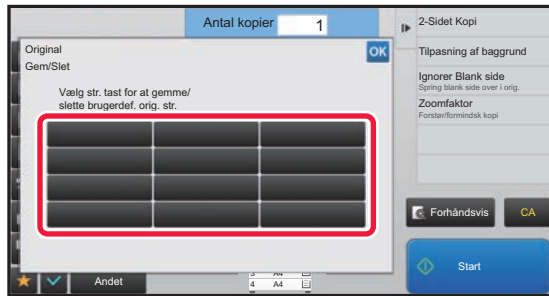 Antal kopier 1
Original
Gem/Slet
OK
Vælg str. tast for at gemme/
slette brugerdef. orig. str.
2-Sidet Kopi
Tilpasning af baggrund
Ignorer Blank side
Spring blank side over i orig.
Zoomfaktor
Forstør/formindsk kopi
Forhåndsvis
CA
Start
Andet
3 A4
4 A4